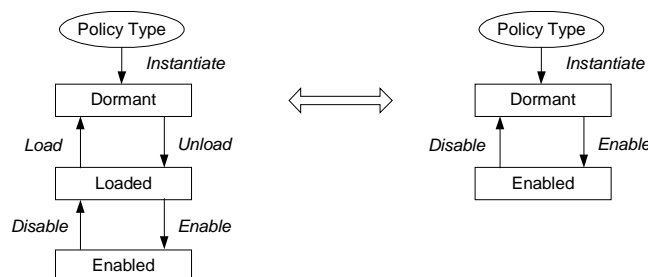 Policy Type
Instantiate
Dormant
Load
Unload
Loaded
Disable
Enable
Enabled
Policy Type
Instantiate
Dormant
Disable
Enable
Enabled